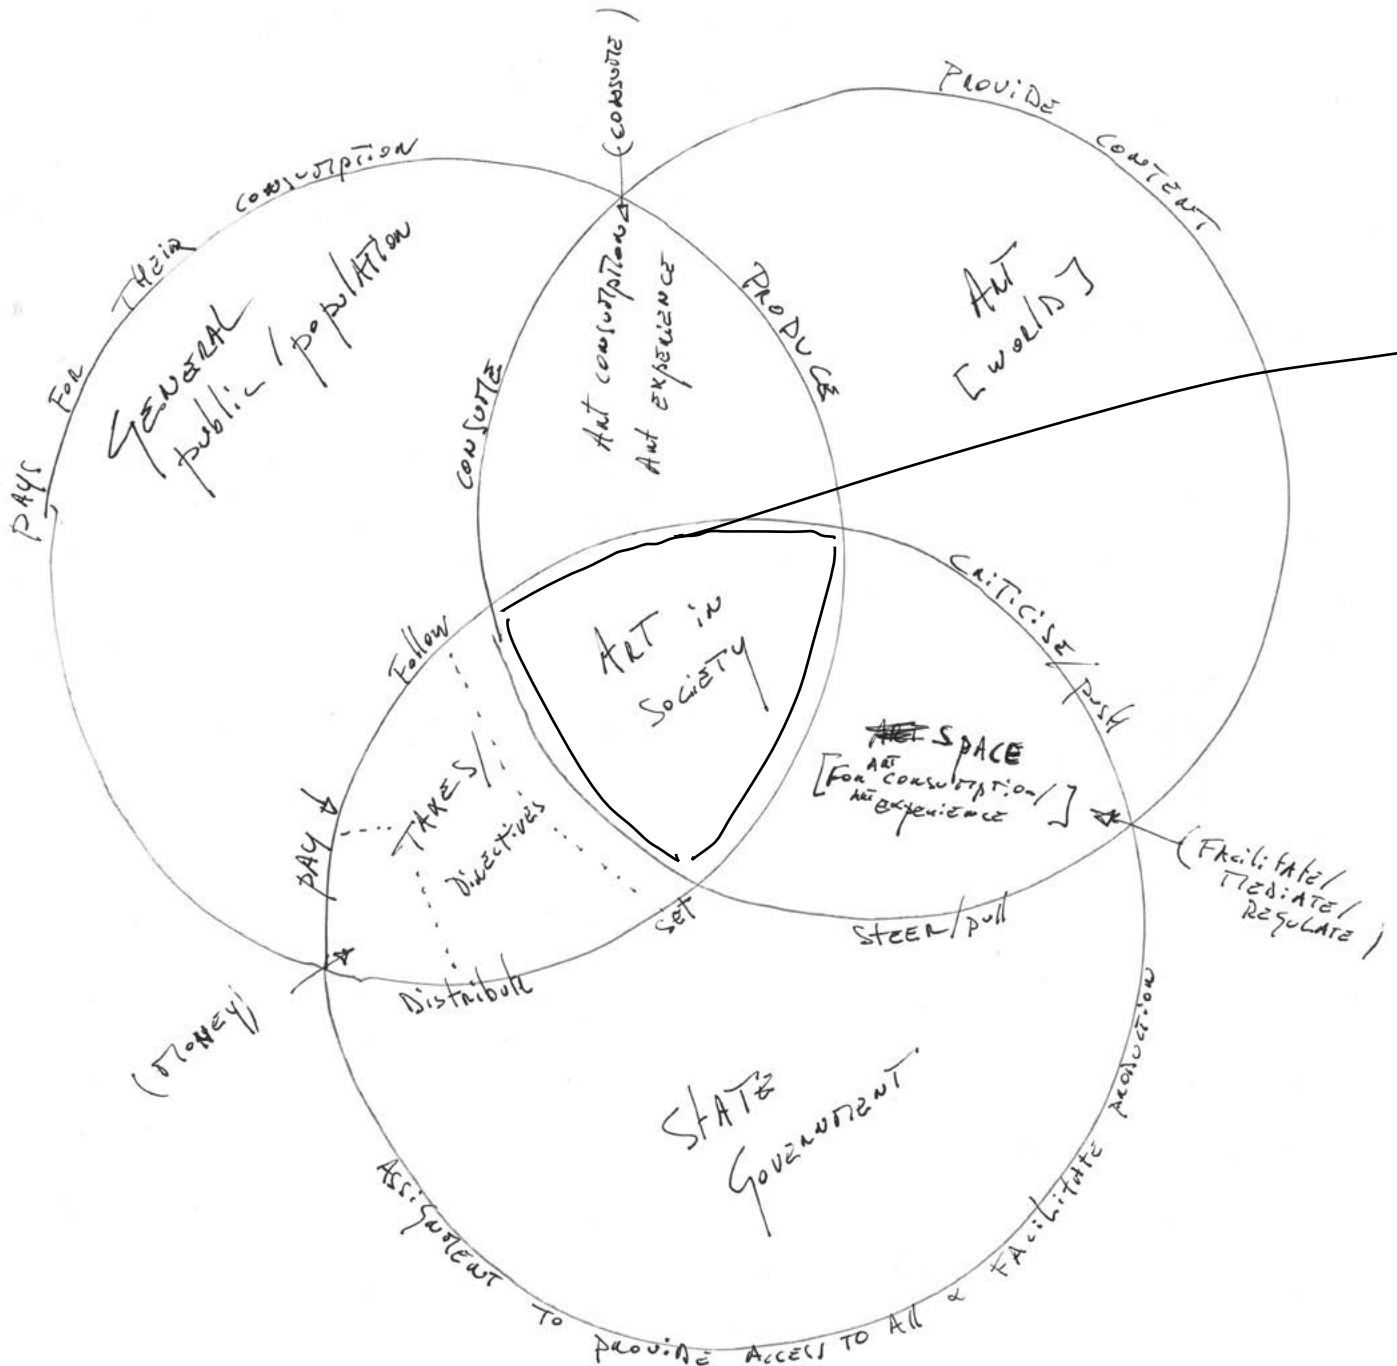 (CONSUME)
PROVIDE CONTENT
PAYS FOR THEIR CONSUMPTION
GENERAL
public / population
Art consumption
Art EXPERIENCE
CONSUME
PRODUCE
ART
[WORLD]
ART iN
SOCiETY
CRiTiCiSE / PUSH
SPACE
ART
[FOR CONSUMPTION/]
ART EXPERIENCE
STEER/pull
(FACilitATE/
MEDiATE/
REGULATE)
Follow
PAY
TAXES/
DiRECTiVES
SET
Distribute
(MONEY)
STATE
GOVERNMENT
ASSiGNMENT TO PROViDE ACCESS TO All & FACiLiTATE PRODUCTION